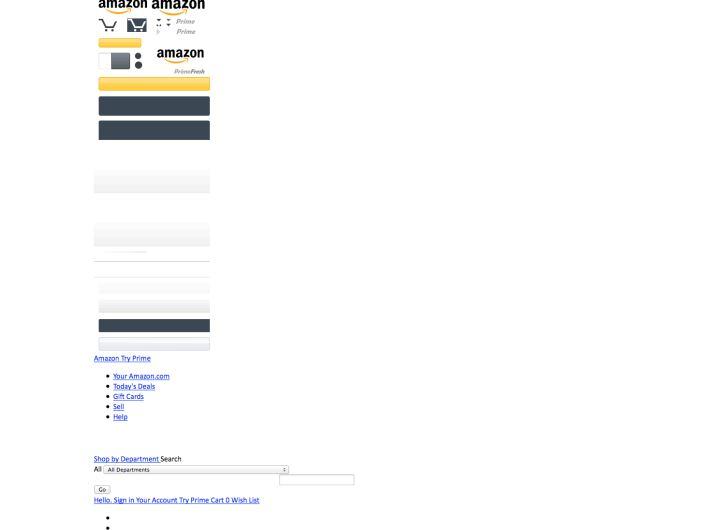 amazon amazon
Prime
Prime
amazon
PrimeFresh
Amazon Try Prime
Your Amazon.com
Today's Deals
Gift Cards
Sell
Help
Shop by Department Search
All All Departments
Go
Hello. Sign in Your Account Try Prime Cart 0 Wish List